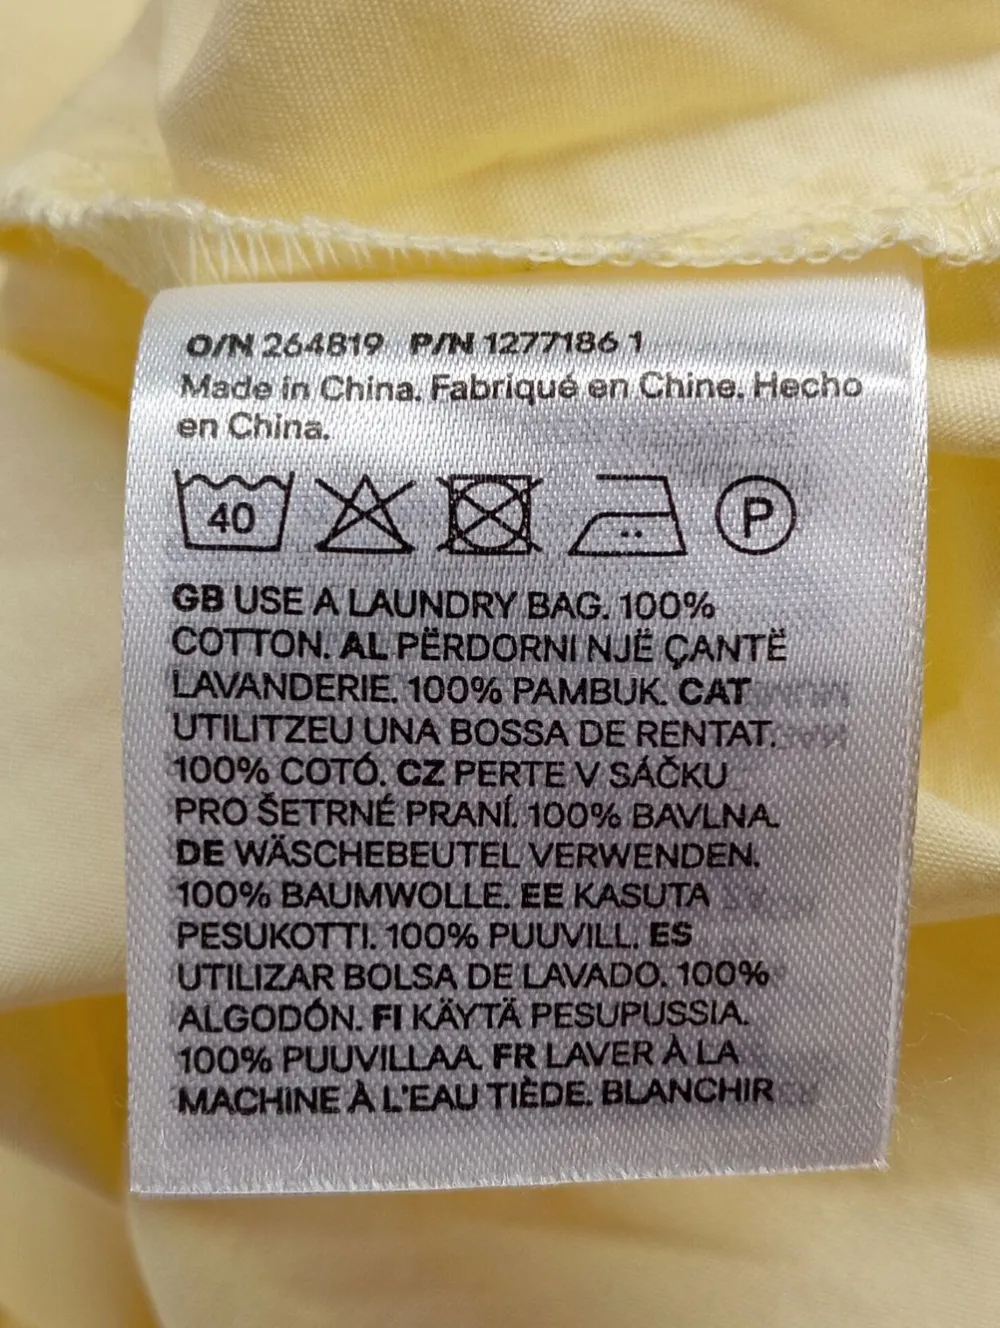 O/N 264819 P/N 1277186 1
Made in China. Fabriqué en Chine. Hecho
en China.
40 P
GB USE A LAUNDRY BAG. 100%
COTTON. AL PËRDORNI NJË ÇANTË
LAVANDERIE. 100% PAMBUK. CAT
UTILITZEU UNA BOSSA DE RENTAT.
100% COTÓ. CZ PERTE V SÁČKU
PRO ŠETRNÉ PRANÍ. 100% BAVLNA.
DE WÄSCHEBEUTEL VERWENDEN.
100% BAUMWOLLE. EE KASUTA
PESUKOTTI. 100% PUUVILL. ES
UTILIZAR BOLSA DE LAVADO. 100%
ALGODÓN. FI KÄYTÄ PESUPUSSIA.
100% PUUVILLAA. FR LAVER À LA
MACHINE À L'EAU TIÈDE. BLANCHIR